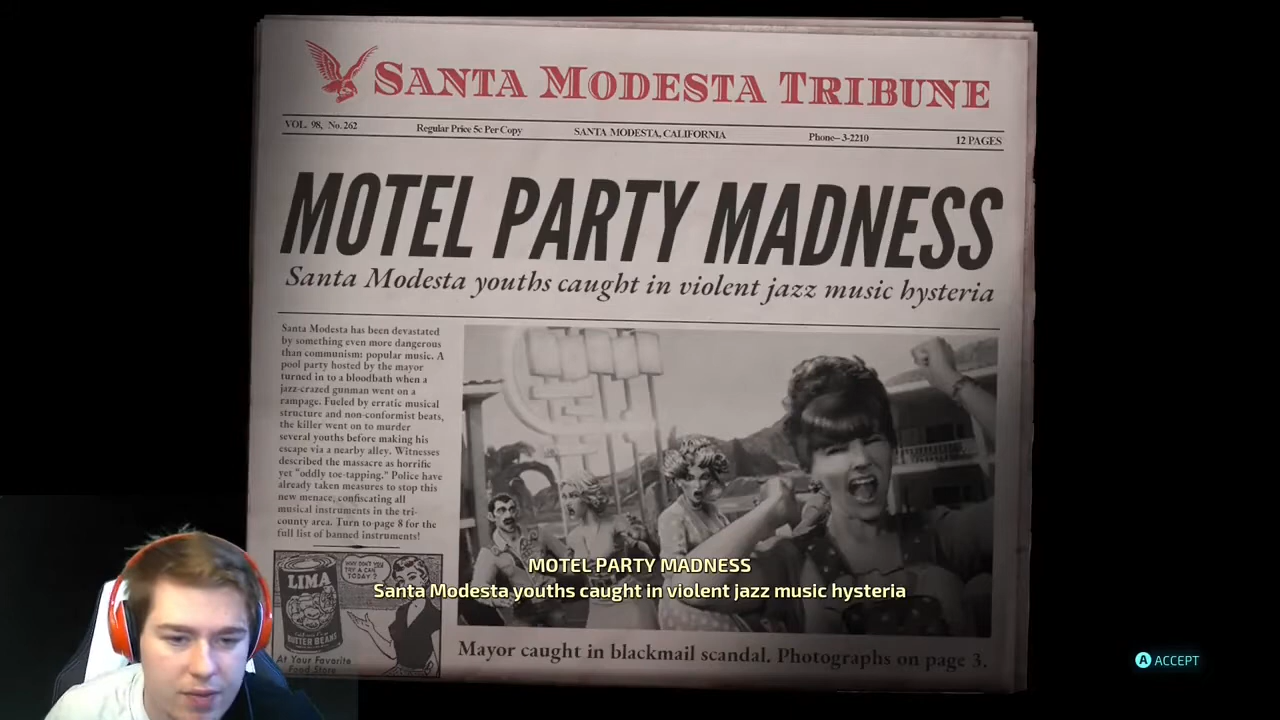 SANTA MODESTA TRIBUNE
VOL. 98, No. 262 Regular Price 5c Per Copy SANTA MODESTA, CALIFORNIA Phone–3-2210 12 PAGES
MOTEL PARTY MADNESS
Santa Modesta youths caught in violent jazz music hysteria
Santa Modesta has been devastated
by something even more dangerous
than communism: popular music. A
pool party hosted by the mayor
turned in to a bloodbath when a
jazz-crazed gunman went on a
rampage. Fueled by erratic musical
structure and non-conformist beats,
the killer went on to murder
several youths before making his
escape via a nearby alley. Witnesses
described the massacre as horrific
yet "oddly toe-tapping." Police have
already taken measures to stop this
new menace, confiscating all
musical instruments in the tri-
county area. Turn to page 8 for the
full list of banned instruments!
LIMA
BUTTER BEANS
WHY DON'T YOU
TRY A CAN
TODAY?
At Your Favorite
Food Store
MOTEL PARTY MADNESS
Santa Modesta youths caught in violent jazz music hysteria
Mayor caught in blackmail scandal. Photographs on page 3.
A ACCEPT